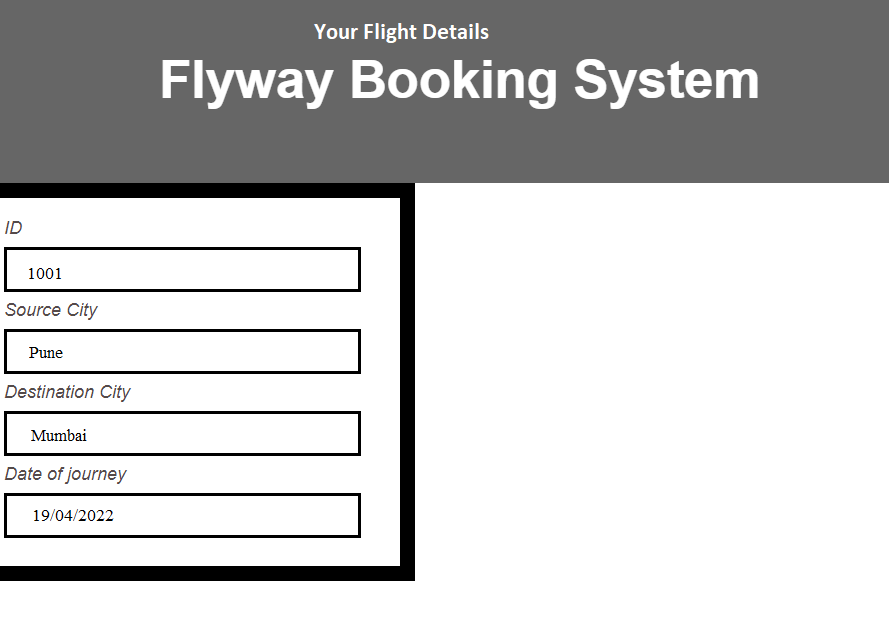 Your Flight Details
Flyway Booking System
ID
1001
Source City
Pune
Destination City
Mumbai
Date of journey
19/04/2022